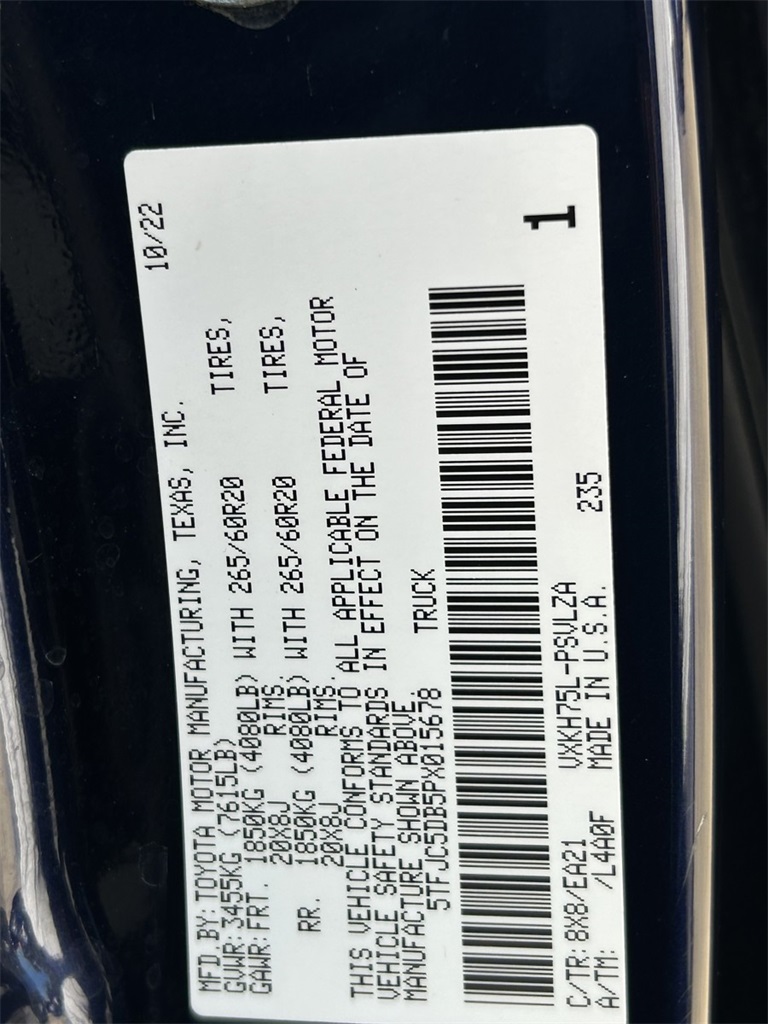 MFD.BY:TOYOTA MOTOR MANUFACTURING, TEXAS, INC. 10/22
GVWR:3455KG (7615LB)
GAWR:FRT. 1850KG (4080LB) WITH 265/60R20 TIRES,
20X8J RIMS.
RR. 1850KG (4080LB) WITH 265/60R20 TIRES,
20X8J RIMS.
THIS VEHICLE CONFORMS TO ALL APPLICABLE FEDERAL MOTOR
VEHICLE SAFETY STANDARDS IN EFFECT ON THE DATE OF
MANUFACTURE SHOWN ABOVE.
5TFJC5DB5PX015678 TRUCK
1
C/TR:8X8/EA21 VXKH75L-PSVLZA
A/TM: /L4A0F MADE IN U.S.A. 235